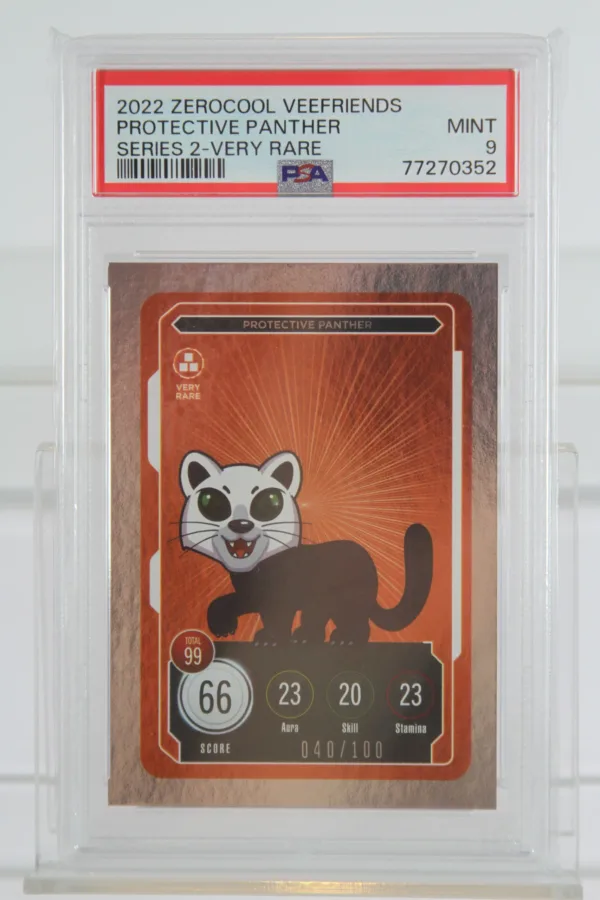 2022 ZEROCOOL VEEFRIENDS
PROTECTIVE PANTHER MINT
SERIES 2-VERY RARE 9
PSA 77270352
PROTECTIVE PANTHER
VERY
RARE
TOTAL
99
66 23 20 23
Aura Skill Stamina
SCORE 040/100